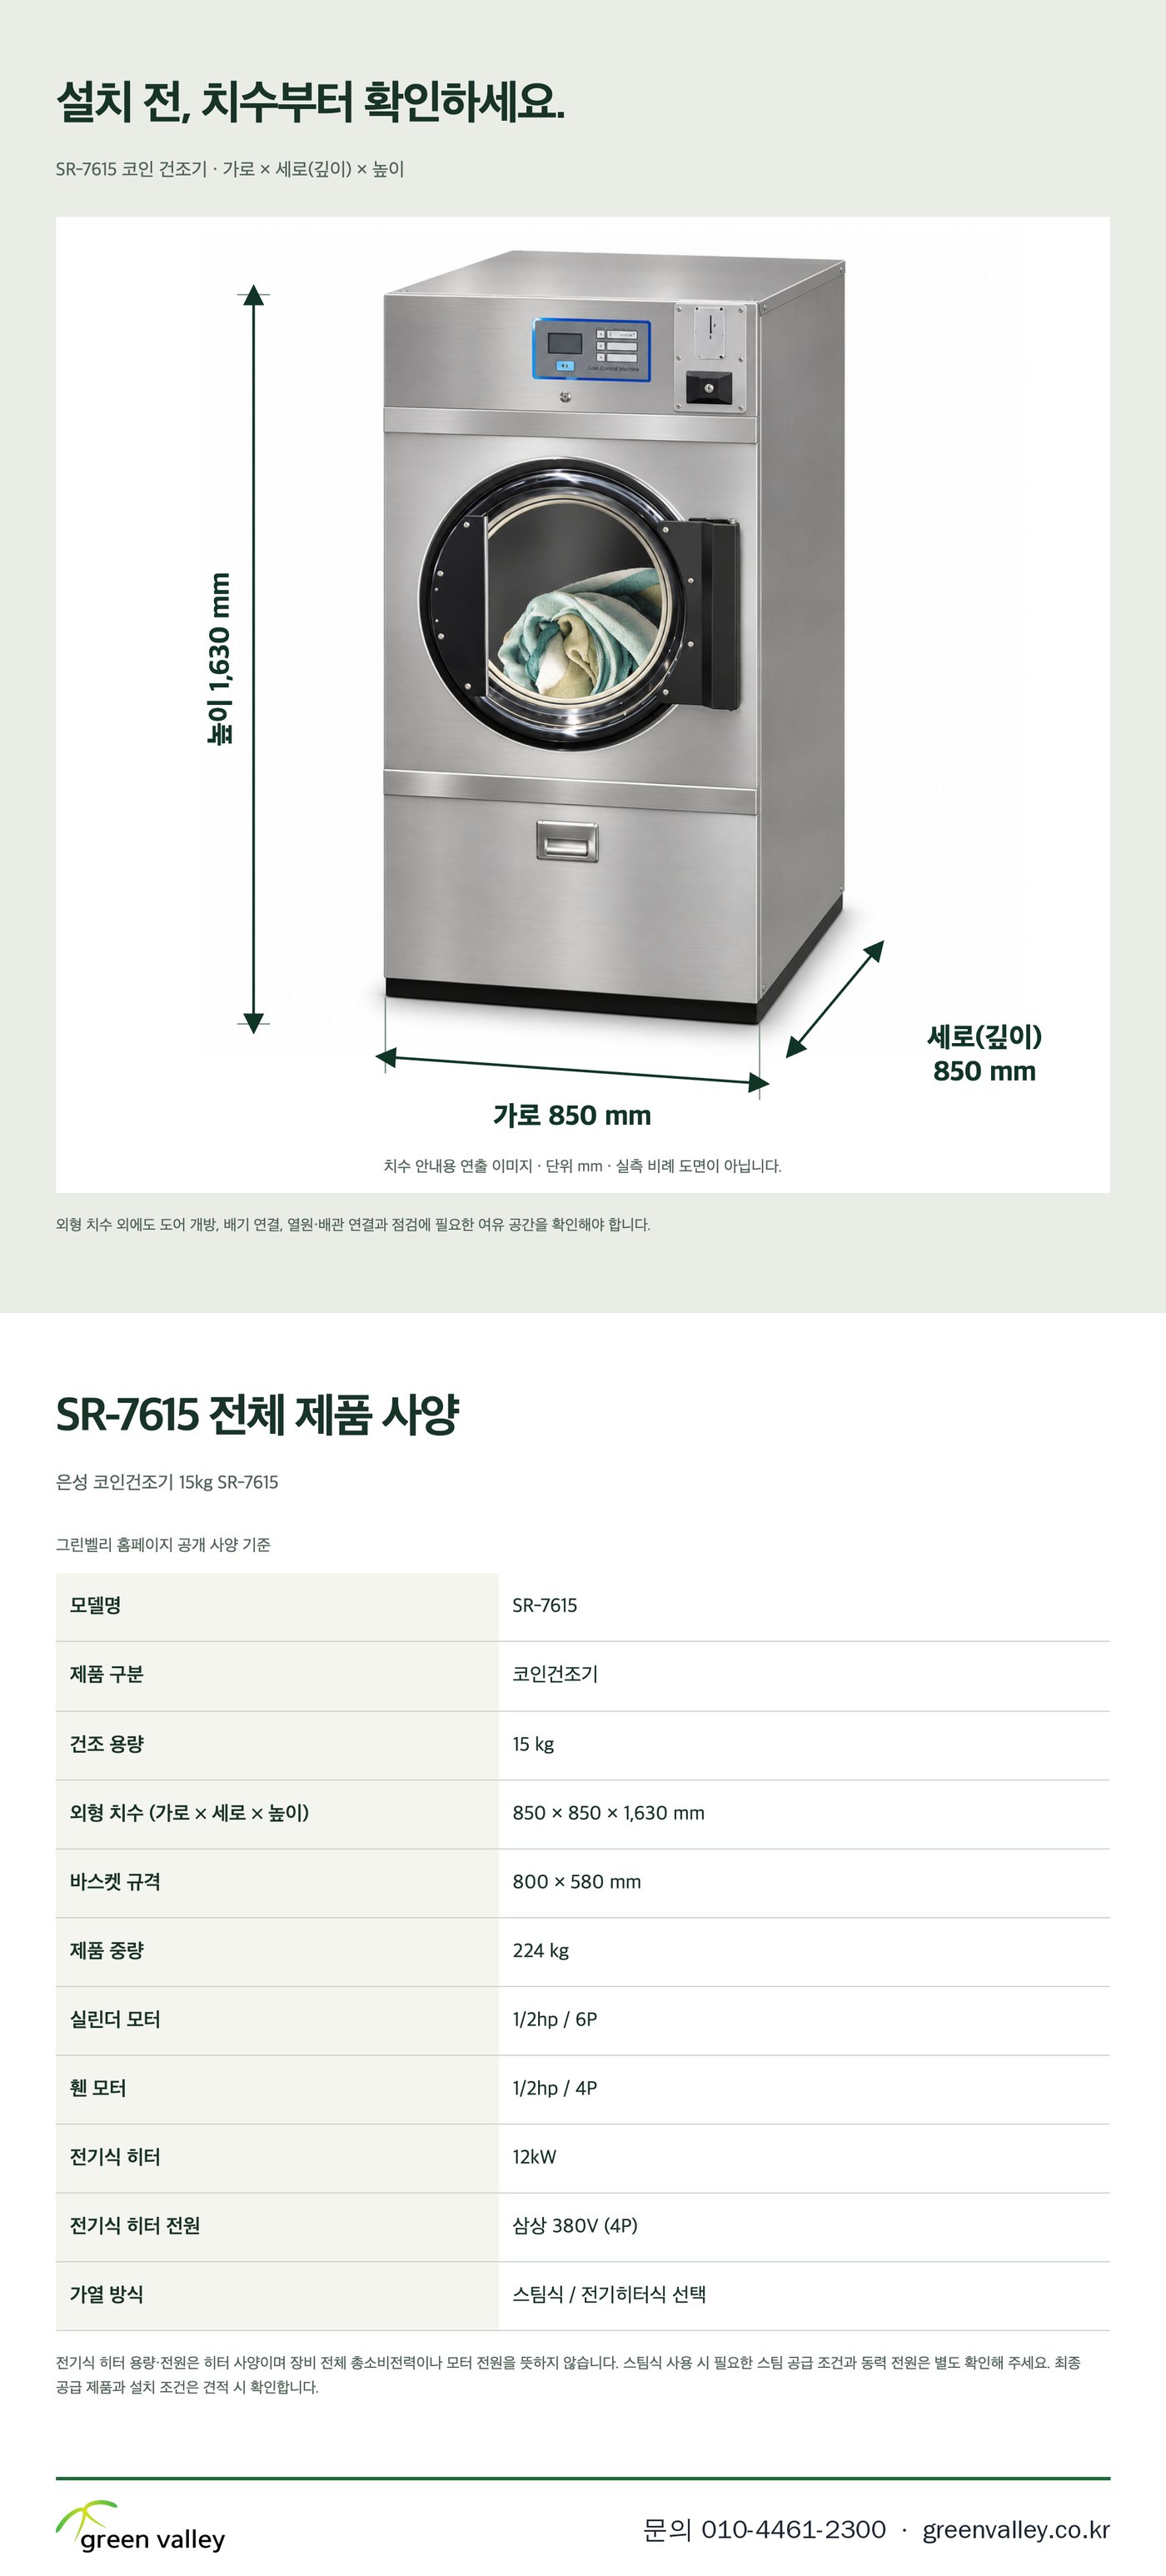 설치 전, 치수부터 확인하세요.
SR-7615 코인 건조기 · 가로 × 세로(깊이) × 높이
Coin Control Machine
높이 1,630 mm
세로(깊이)
850 mm
가로 850 mm
치수 안내용 연출 이미지 · 단위 mm · 실측 비례 도면이 아닙니다.
외형 치수 외에도 도어 개방, 배기 연결, 열원·배관 연결과 점검에 필요한 여유 공간을 확인해야 합니다.
SR-7615 전체 제품 사양
은성 코인건조기 15kg SR-7615
그린벨리 홈페이지 공개 사양 기준
모델명 SR-7615
제품 구분 코인건조기
건조 용량 15 kg
외형 치수 (가로 × 세로 × 높이) 850 × 850 × 1,630 mm
바스켓 규격 800 × 580 mm
제품 중량 224 kg
실린더 모터 1/2hp / 6P
휀 모터 1/2hp / 4P
전기식 히터 12kW
전기식 히터 전원 삼상 380V (4P)
가열 방식 스팀식 / 전기히터식 선택
전기식 히터 용량·전원은 히터 사양이며 장비 전체 총소비전력이나 모터 전원을 뜻하지 않습니다. 스팀식 사용 시 필요한 스팀 공급 조건과 동력 전원은 별도 확인해 주세요. 최종
공급 제품과 설치 조건은 견적 시 확인합니다.
green valley
문의 010-4461-2300 · greenvalley.co.kr